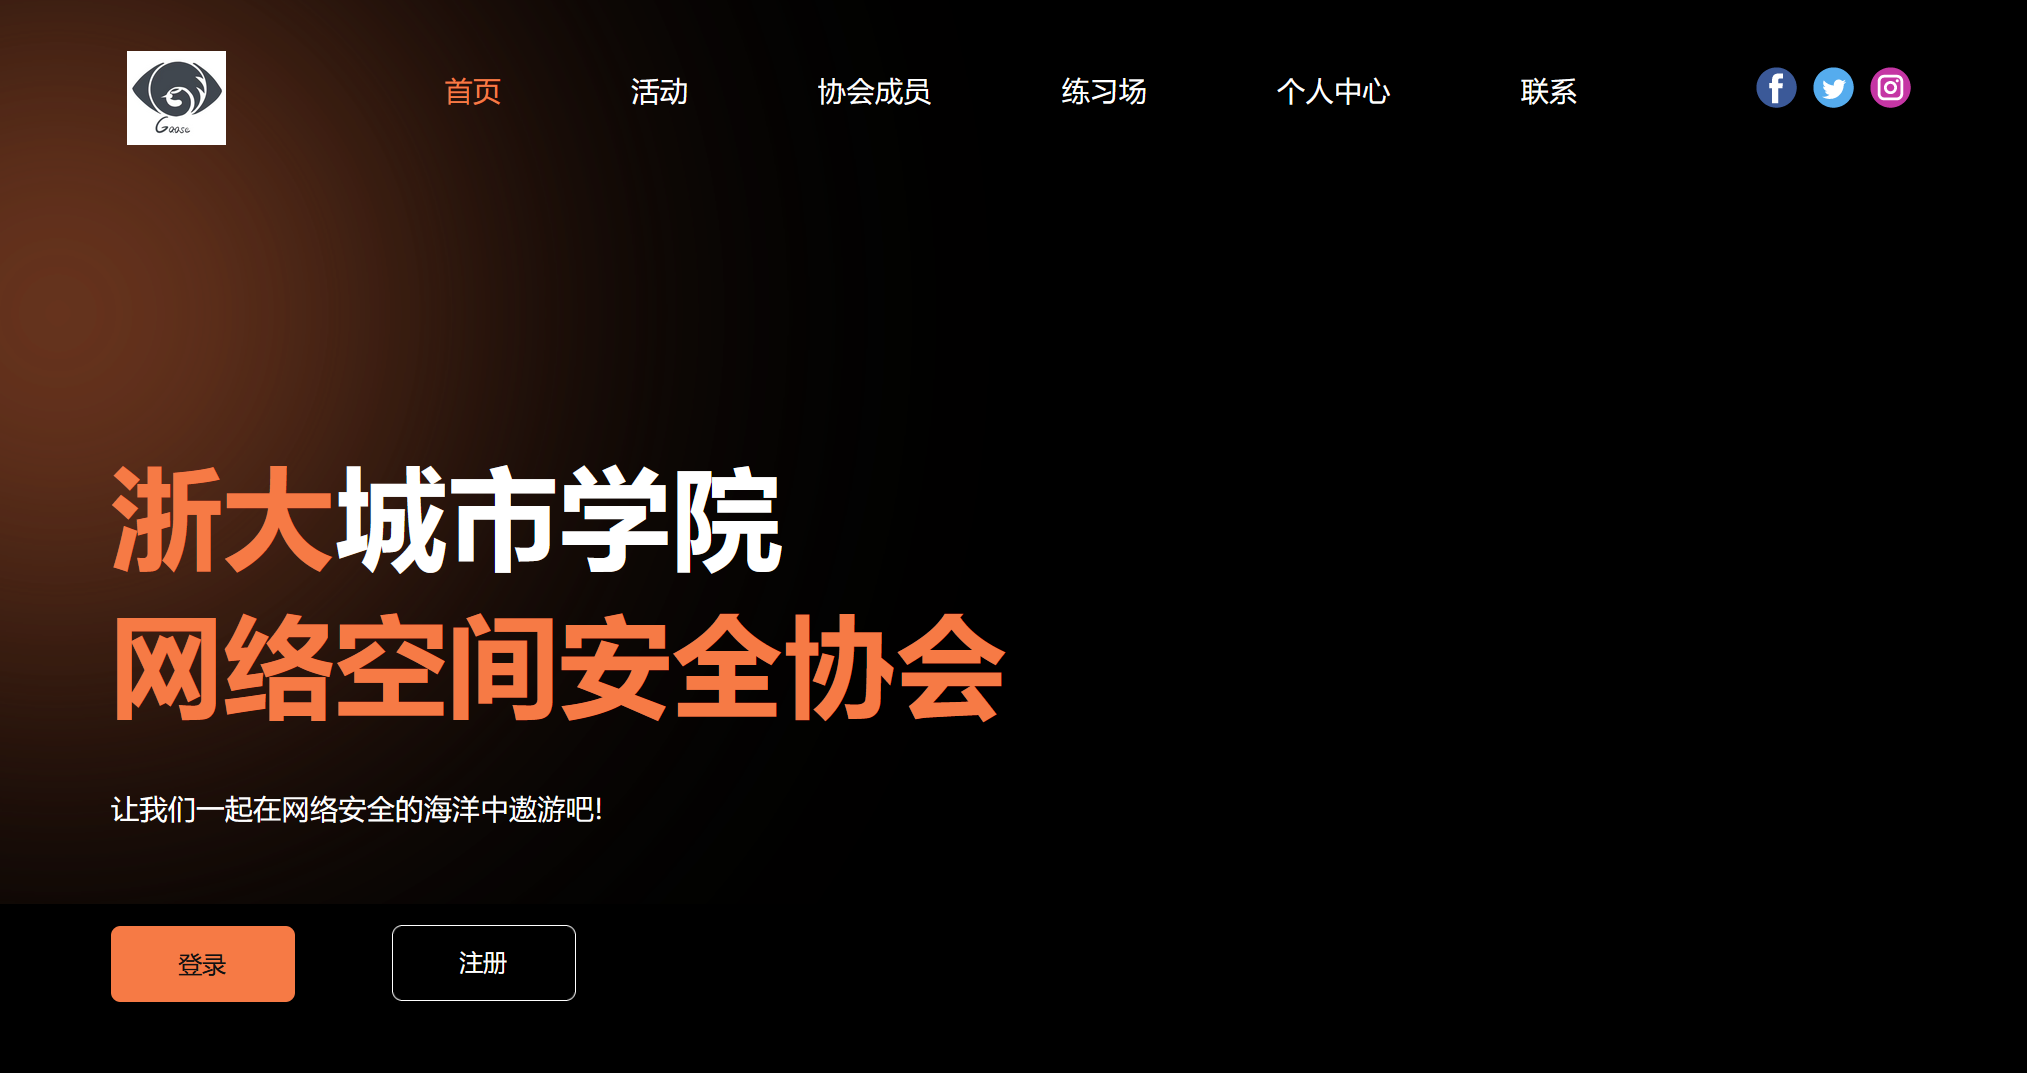 Goose
首页 活动 协会成员 练习场 个人中心 联系
浙大城市学院
网络空间安全协会
让我们一起在网络安全的海洋中遨游吧!
登录 注册